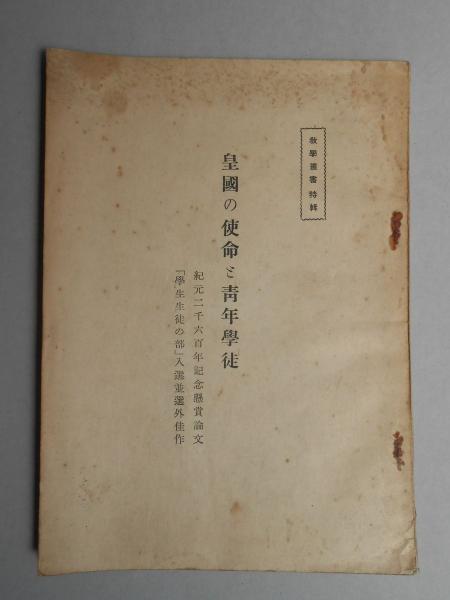 教學叢書 特輯
皇國の使命と靑年學徒
紀元二千六百年記念懸賞論文
「學生生徒の部」入選並選外佳作